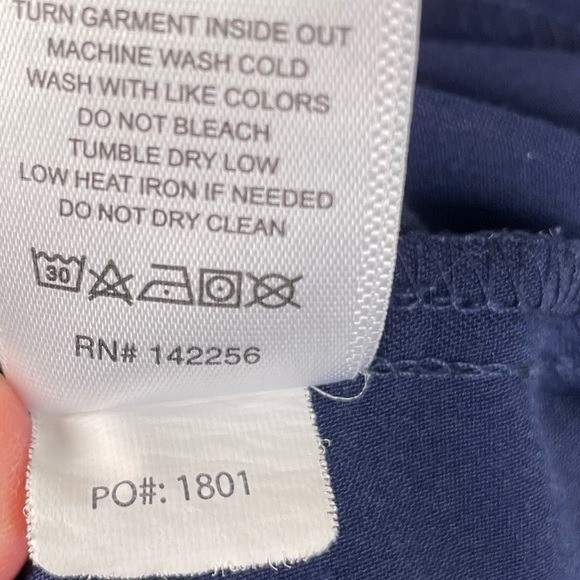 TURN GARMENT INSIDE OUT
MACHINE WASH COLD
WASH WITH LIKE COLORS
DO NOT BLEACH
TUMBLE DRY LOW
LOW HEAT IRON IF NEEDED
DO NOT DRY CLEAN
30
RN# 142256
PO#: 1801